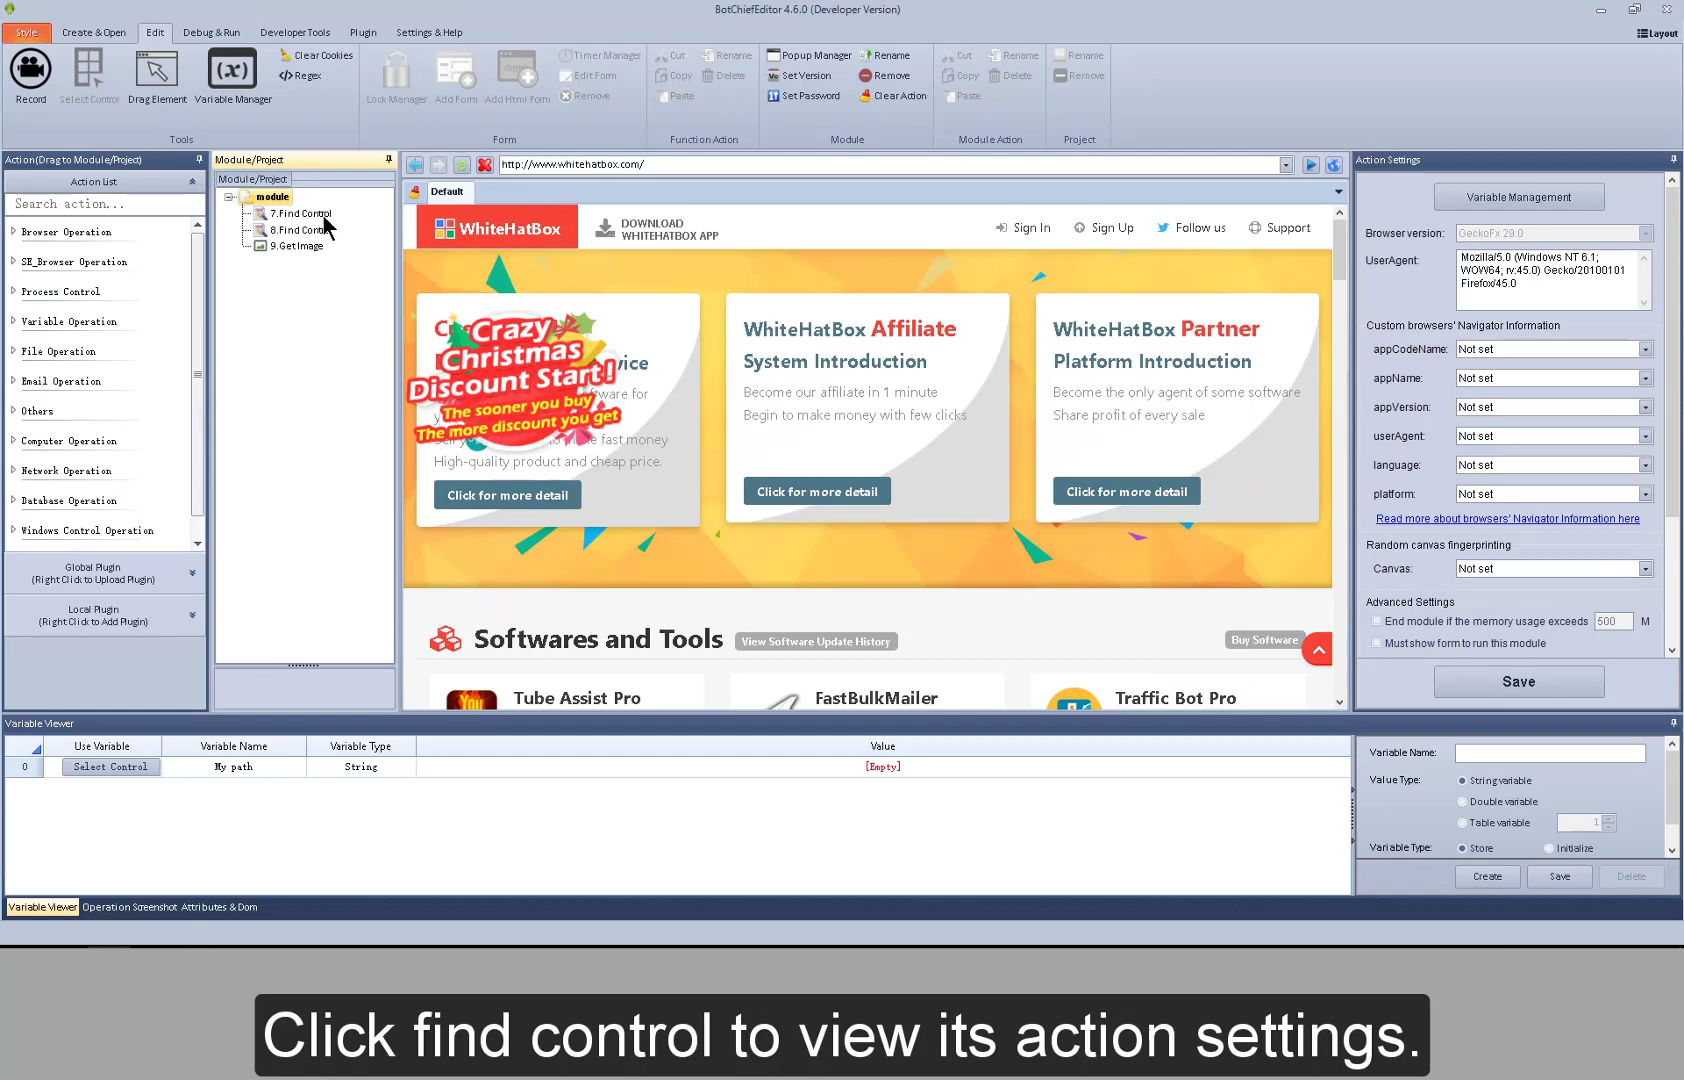 BotChiefEditor 4.6.0 (Developer Version)
Style Create & Open Edit Debug & Run Developer Tools Plugin Settings & Help
Layout
Record
Select Control
Drag Element
Variable Manager
Clear Cookies
</> Regex
Tools
Lock Manager
Add Form
Add Html Form
Timer Manager
Edit Form
Remove
Form
Cut Rename
Copy Delete
Paste
Function Action
Popup Manager Rename
Set Version Remove
Set Password Clear Action
Module
Cut Rename
Copy Delete
Paste
Module Action
Rename
Remove
Project
Action(Drag to Module/Project)
Action List
Search action...
Browser Operation
SE_Browser Operation
Process Control
Variable Operation
File Operation
Email Operation
Others
Computer Operation
Network Operation
Database Operation
Windows Control Operation
Global Plugin
(Right Click to Upload Plugin)
Local Plugin
(Right Click to Add Plugin)
Module/Project
Module/Project
module
7.Find Control
8.Find
9.GetImage
http://www.whitehatbox.com/
Default
WhiteHatBox
DOWNLOAD
WHITEHATBOX APP
Sign In Sign Up Follow us Support
Crazy
Christmas
Discount Start!
The sooner you buy
The more discount you get
High-quality product and cheap price.
Click for more detail
WhiteHatBox Affiliate
System Introduction
Become our affiliate in 1 minute
Begin to make money with few clicks
Click for more detail
WhiteHatBox Partner
Platform Introduction
Become the only agent of some software
Share profit of every sale
Click for more detail
Softwares and Tools View Software Update History Buy Software
Tube Assist Pro
FastBulkMailer
Traffic Bot Pro
Action Settings
Variable Management
Browser version: GeckoFx 29.0
UserAgent: Mozilla/5.0 (Windows NT 6.1;
WOW64; rv:45.0) Gecko/20100101
Firefox/45.0
Custom browsers' Navigator Information
appCodeName: Not set
appName: Not set
appVersion: Not set
userAgent: Not set
language: Not set
platform: Not set
Read more about browsers' Navigator Information here
Random canvas fingerprinting
Canvas: Not set
Advanced Settings
End module if the memory usage exceeds 500 M
Must show form to run this module
Save
Variable Viewer
Use Variable Variable Name Variable Type Value
0 Select Control My path String [Empty]
Variable Name:
Value Type: String variable
Double variable
Table variable 1
Variable Type: Store Initialize
Create Save Delete
Variable Viewer Operation Screenshot Attributes & Dom
Click find control to view its action settings.